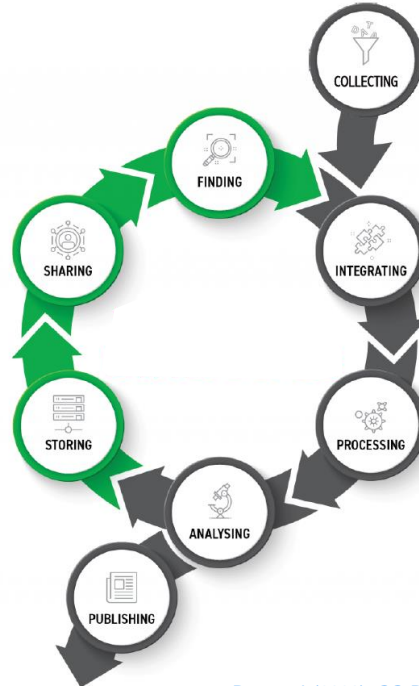 COLLECTING
FINDING
SHARING
INTEGRATING
STORING
PROCESSING
ANALYSING
PUBLISHING